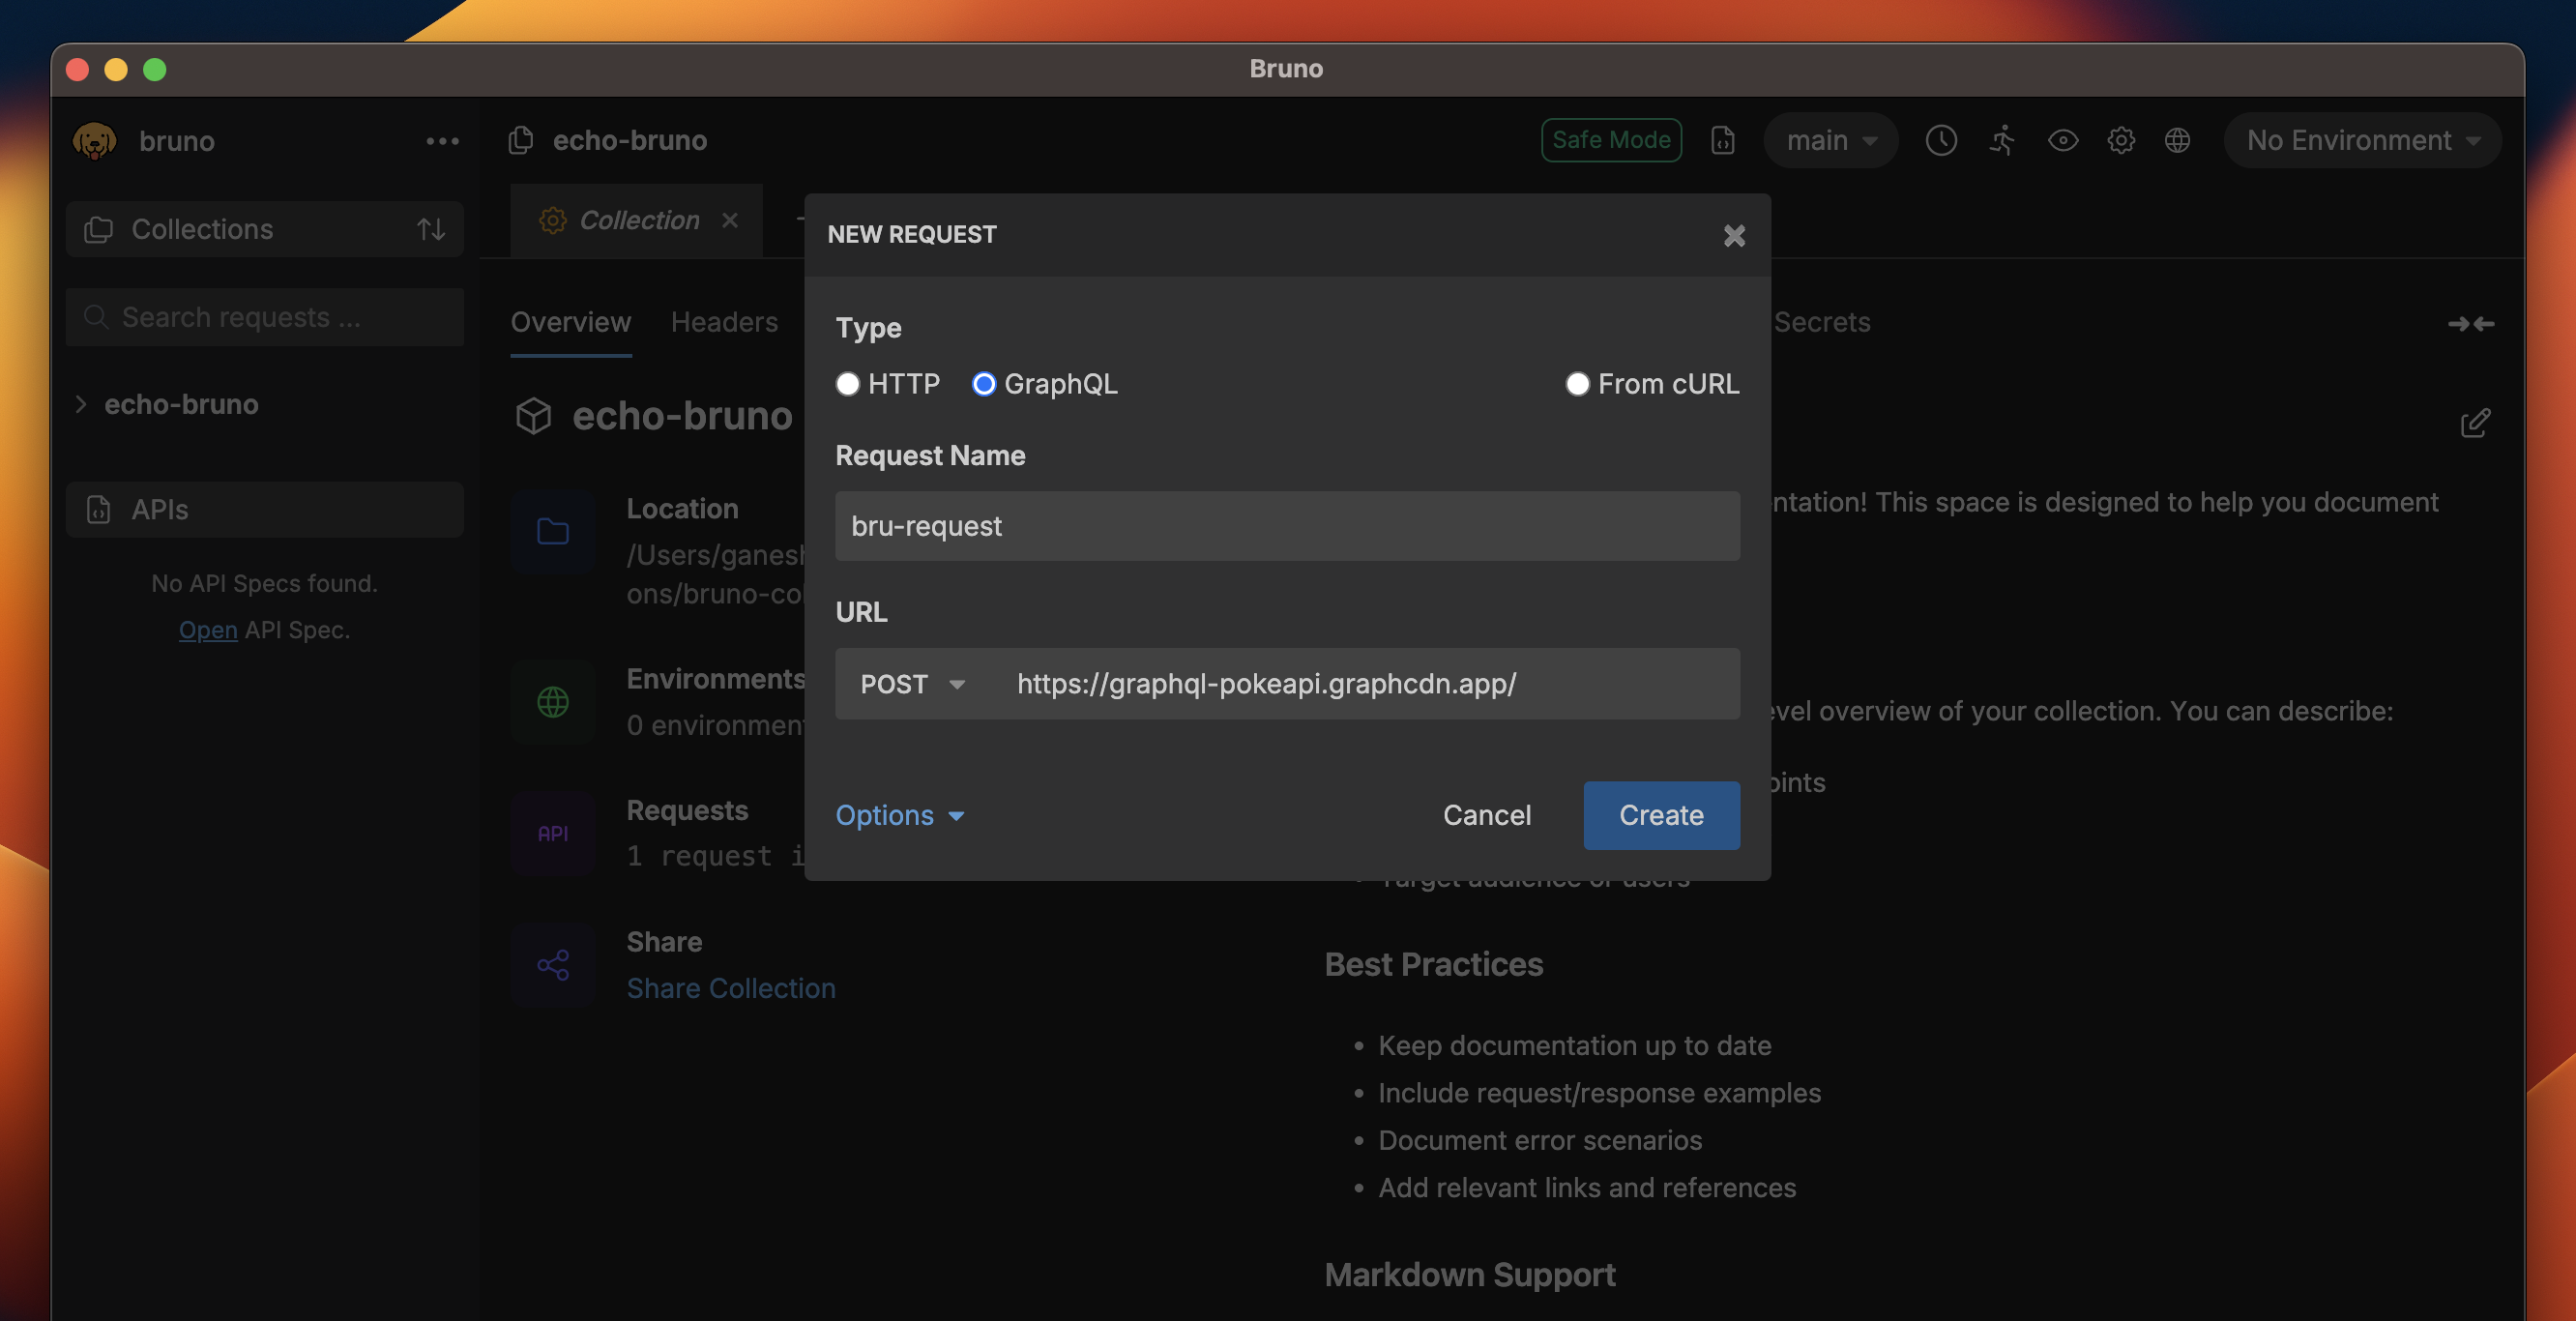 Bruno
bruno
echo-bruno
Safe Mode
main
No Environment
Collections
Search requests ...
echo-bruno
APIs
No API Specs found.
Open API Spec.
Collection
Overview
Headers
Secrets
echo-bruno
Location
/Users/ganesh
ons/bruno-col
Environments
0 environment
API
Requests
1 request i
Share
Share Collection
NEW REQUEST
Type
HTTP
GraphQL
From cURL
Request Name
bru-request
URL
POST
https://graphql-pokeapi.graphcdn.app/
Options
Cancel
Create
ntation! This space is designed to help you document
evel overview of your collection. You can describe:
oints
Target audience or users
Best Practices
• Keep documentation up to date
• Include request/response examples
• Document error scenarios
• Add relevant links and references
Markdown Support